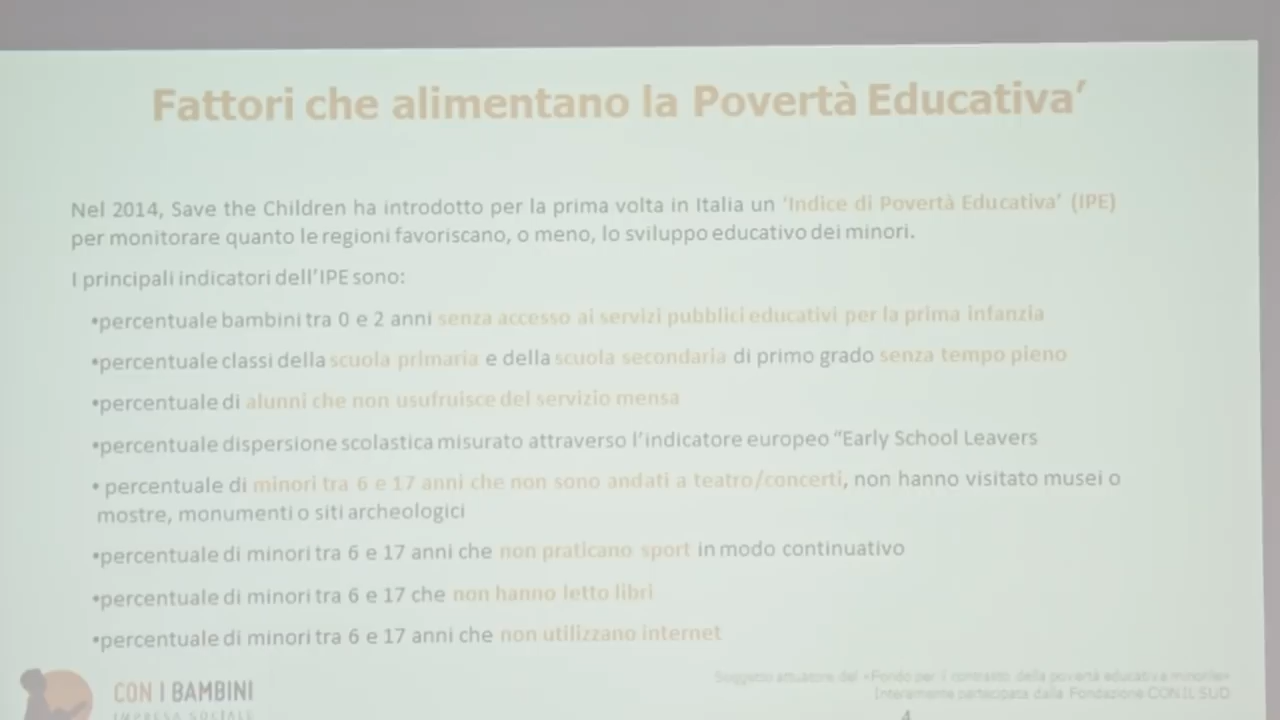 Fattori che alimentano la Povertà Educativa’
Nel 2014, Save the Children ha introdotto per la prima volta in Italia un ‘Indice di Povertà Educativa’ (IPE)
per monitorare quanto le regioni favoriscano, o meno, lo sviluppo educativo dei minori.
I principali indicatori dell’IPE sono:
•percentuale bambini tra 0 e 2 anni senza accesso ai servizi pubblici educativi per la prima infanzia
•percentuale classi della scuola primaria e della scuola secondaria di primo grado senza tempo pieno
•percentuale di alunni che non usufruisce del servizio mensa
•percentuale dispersione scolastica misurato attraverso l’indicatore europeo “Early School Leavers
• percentuale di minori tra 6 e 17 anni che non sono andati a teatro/concerti, non hanno visitato musei o
mostre, monumenti o siti archeologici
•percentuale di minori tra 6 e 17 anni che non praticano sport in modo continuativo
•percentuale di minori tra 6 e 17 che non hanno letto libri
•percentuale di minori tra 6 e 17 anni che non utilizzano internet
CON I BAMBINI
IMPRESA SOCIALE
Soggetto attuatore del «Fondo per il contrasto della povertà educativa minorile»
Interamente partecipata dalla Fondazione CON IL SUD
4